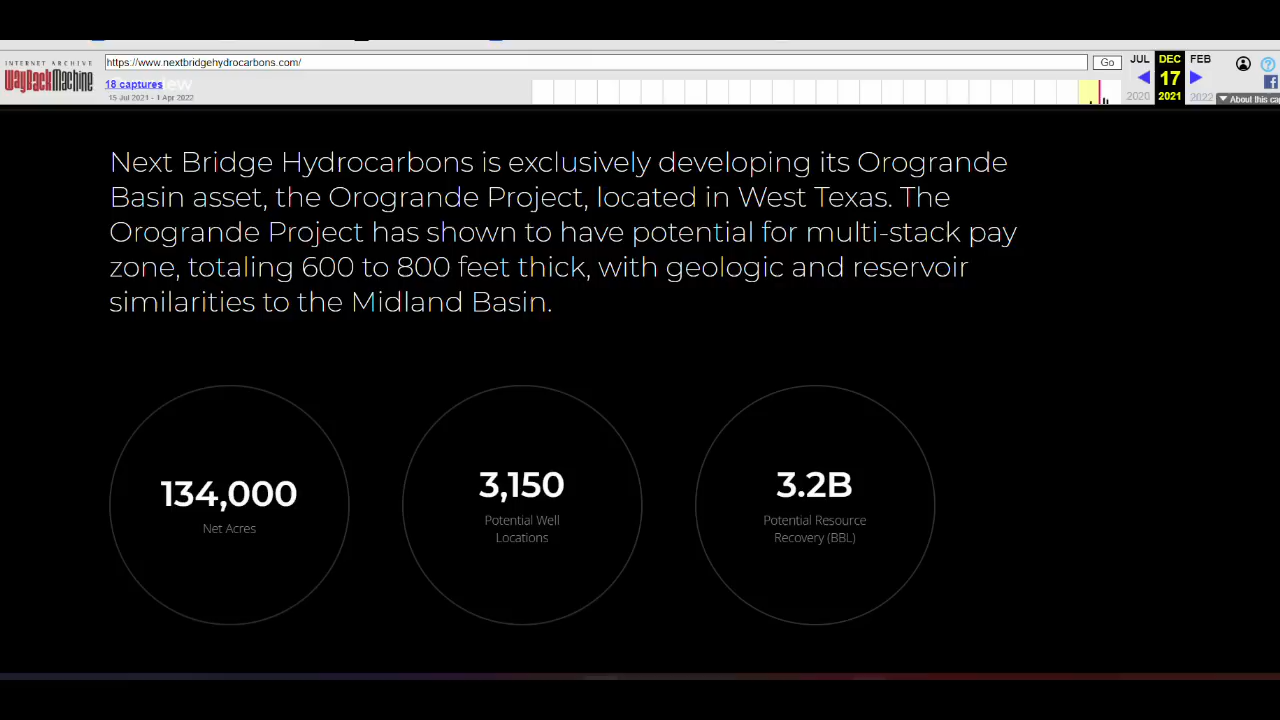 INTERNET ARCHIVE
WayBackMachine
https://www.nextbridgehydrocarbons.com/
Go
JUL
DEC
FEB
18 captures
17
15 Jul 2021 - 1 Apr 2022
2020
2021
2022
About this cap
Next Bridge Hydrocarbons is exclusively developing its Orogrande
Basin asset, the Orogrande Project, located in West Texas. The
Orogrande Project has shown to have potential for multi-stack pay
zone, totaling 600 to 800 feet thick, with geologic and reservoir
similarities to the Midland Basin.
134,000
Net Acres
3,150
Potential Well
Locations
3.2B
Potential Resource
Recovery (BBL)